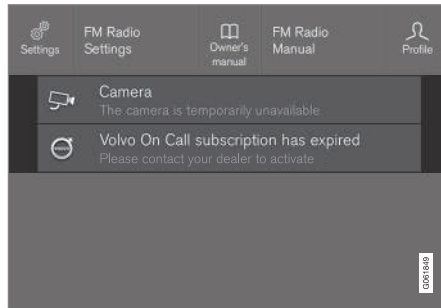 Settings
FM Radio
Settings
Owner's
manual
FM Radio
Manual
Profile
Camera
The camera is temporarily unavailable
Volvo On Call subscription has expired
Please contact your dealer to activate
G061849